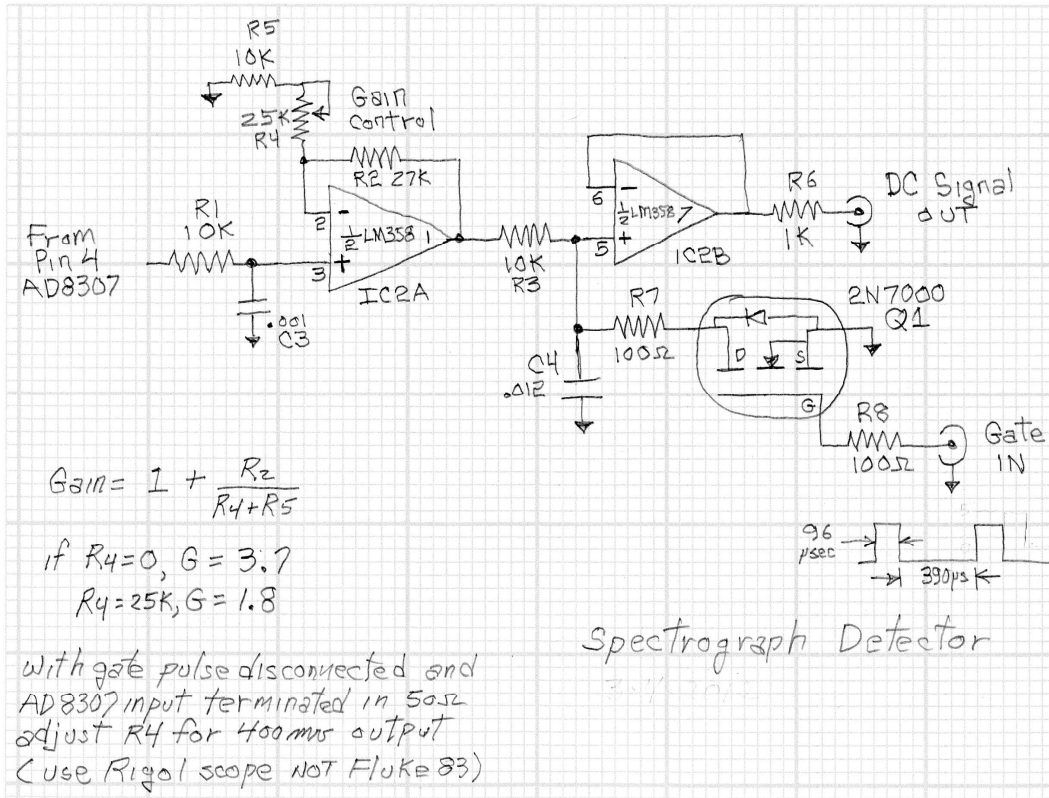 R5
10K
25K
R4
Gain
control
R2 27K
2
1/2 LM358
1
3
+
-
IC2A
From
Pin 4
AD8307
R1
10K
.001
C3
10K
R3
6
-
1/2 LM358
7
5
+
IC2B
R6
1K
DC Signal
OUT
R7
100Ω
C4
.012
2N7000
Q1
D
S
G
R8
100Ω
Gate
IN
96
μsec
390μs
Gain = 1 + R2
R4+R5
if R4=0, G = 3.7
R4=25K, G=1.8
Spectrograph Detector
with gate pulse disconnected and
AD8307 input terminated in 50Ω
adjust R4 for 400mv output
(use Rigol scope NOT Fluke 83)